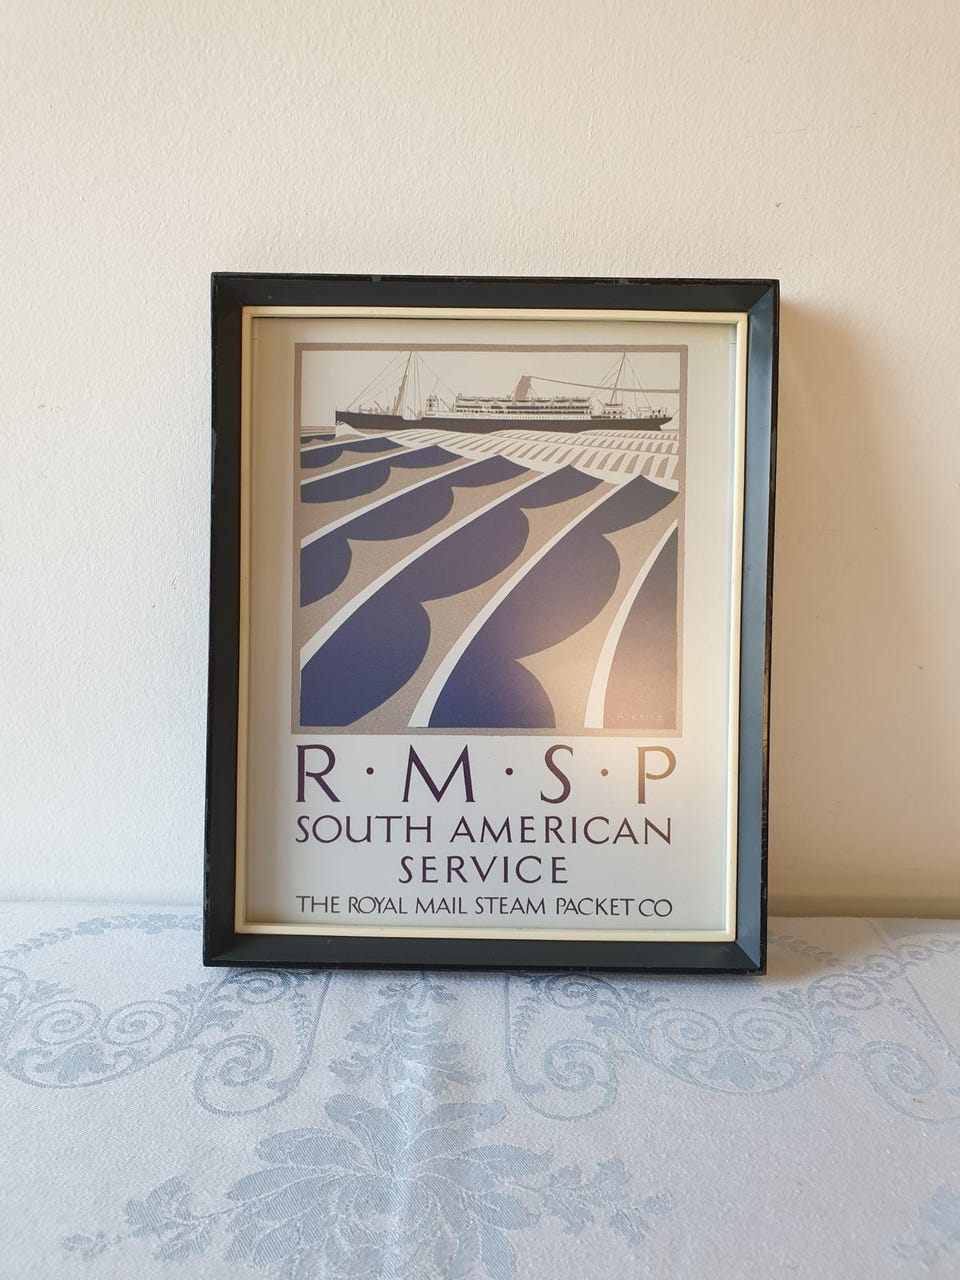 R·M·S·P
SOUTH AMERICAN
SERVICE
THE ROYAL MAIL STEAM PACKET CO